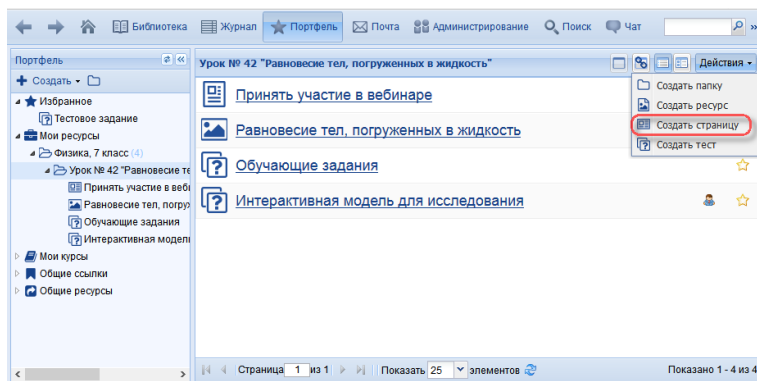 Библиотека Журнал Портфель Почта Администрирование Поиск Чат
Портфель
Создать
Избранное
Тестовое задание
Мои ресурсы
Физика, 7 класс (4)
Урок № 42 "Равновесие те
Принять участие в веб
Равновесие тел, погру
Обучающие задания
Интерактивная модел
Мои курсы
Общие ссылки
Общие ресурсы
Урок № 42 "Равновесие тел, погруженных в жидкость"
Действия
Создать папку
Создать ресурс
Создать страницу
Создать тест
Принять участие в вебинаре
Равновесие тел, погруженных в жидкость
Обучающие задания
Интерактивная модель для исследования
Страница 1 из 1 Показать 25 элементов Показано 1 - 4 из 4